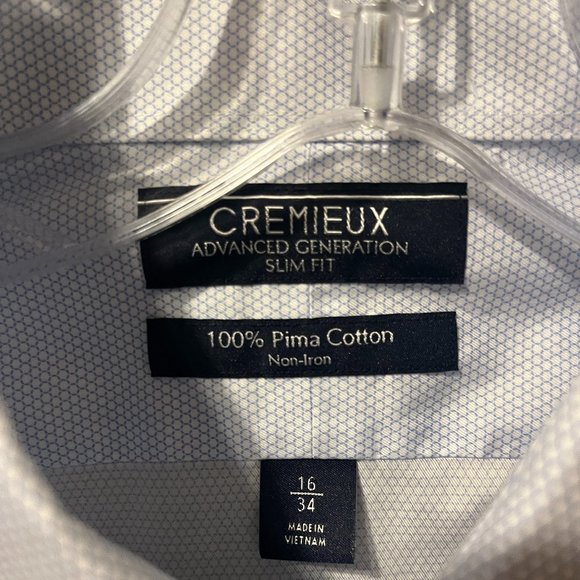 CREMIEUX
ADVANCED GENERATION
SLIM FIT
100% Pima Cotton
Non-Iron
16
34
MADE IN
VIETNAM